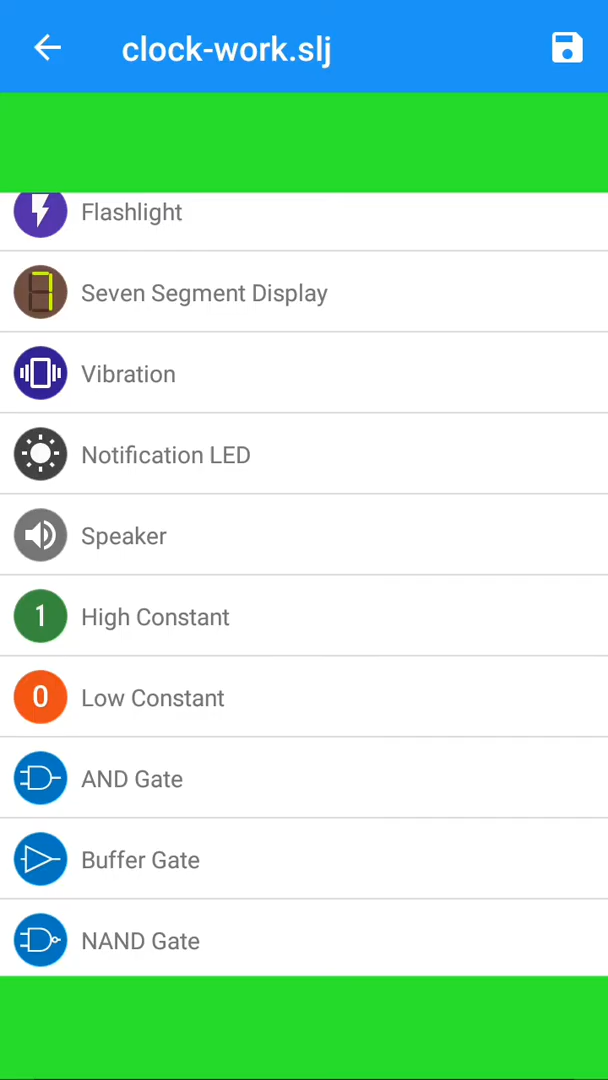 clock-work.slj
Flashlight
Seven Segment Display
Vibration
Notification LED
Speaker
1 High Constant
0 Low Constant
AND Gate
Buffer Gate
NAND Gate